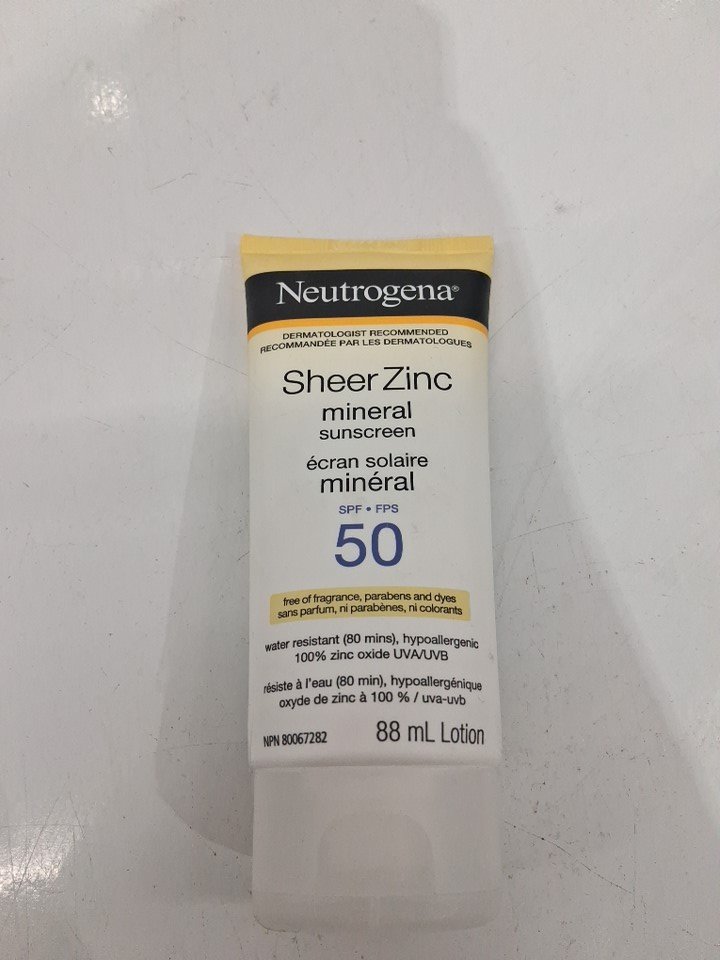 Neutrogena®
DERMATOLOGIST RECOMMENDED
RECOMMANDÉE PAR LES DERMATOLOGUES
Sheer Zinc
mineral
sunscreen
écran solaire
minéral
SPF • FPS
50
free of fragrance, parabens and dyes
sans parfum, ni parabènes, ni colorants
water resistant (80 mins), hypoallergenic
100% zinc oxide UVA/UVB
résiste à l'eau (80 min), hypoallergénique
oxyde de zinc à 100 % / uva-uvb
NPN 80067282 88 mL Lotion